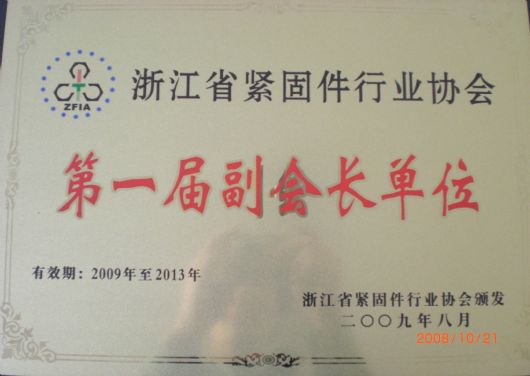 ZFIA
浙江省紧固件行业协会
第一届副会长单位
有效期：2009年至2013年
浙江省紧固件行业协会颁发
二〇〇九年八月
2008/10/21